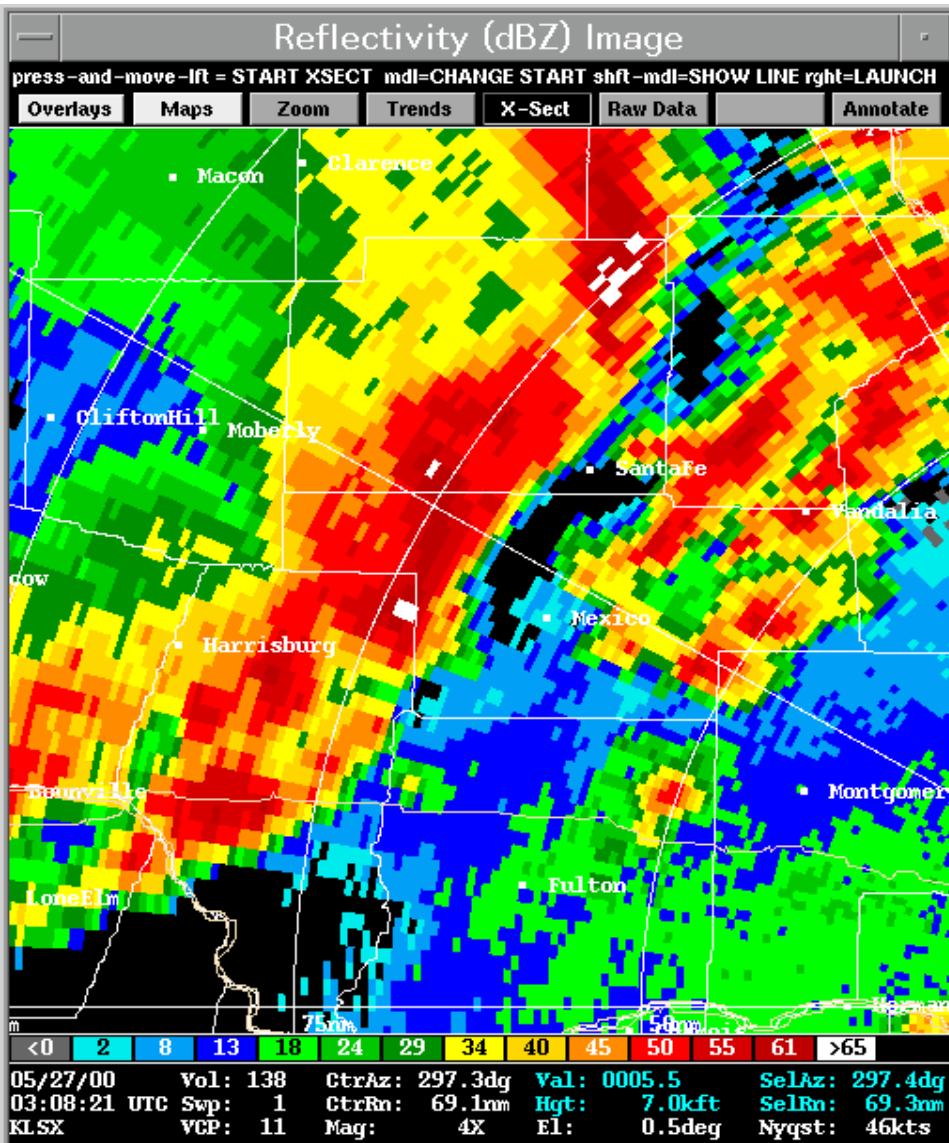 Reflectivity (dBZ) Image
press-and-move-lft = START XSECT mdl=CHANGE START shft-mdl=SHOW LINE rght=LAUNCH
Overlays Maps Zoom Trends X-Sect Raw Data Annotate
Clarence
Macon
CliftonHill
Moberly
SantaFe
Vandalia
cow
Mexico
Harrisburg
Boonville
Montgomery
Fulton
LoneElm
Herman
m 75nm 50nm
<0 2 8 13 18 24 29 34 40 45 50 55 61 >65
05/27/00 Vol: 138 CtrAz: 297.3dg Val: 0005.5 SelAz: 297.4dg
03:08:21 UTC Swp: 1 CtrRn: 69.1nm Hgt: 7.0kft SelRn: 69.3nm
KLSX VCP: 11 Mag: 4X El: 0.5deg Nyqst: 46kts